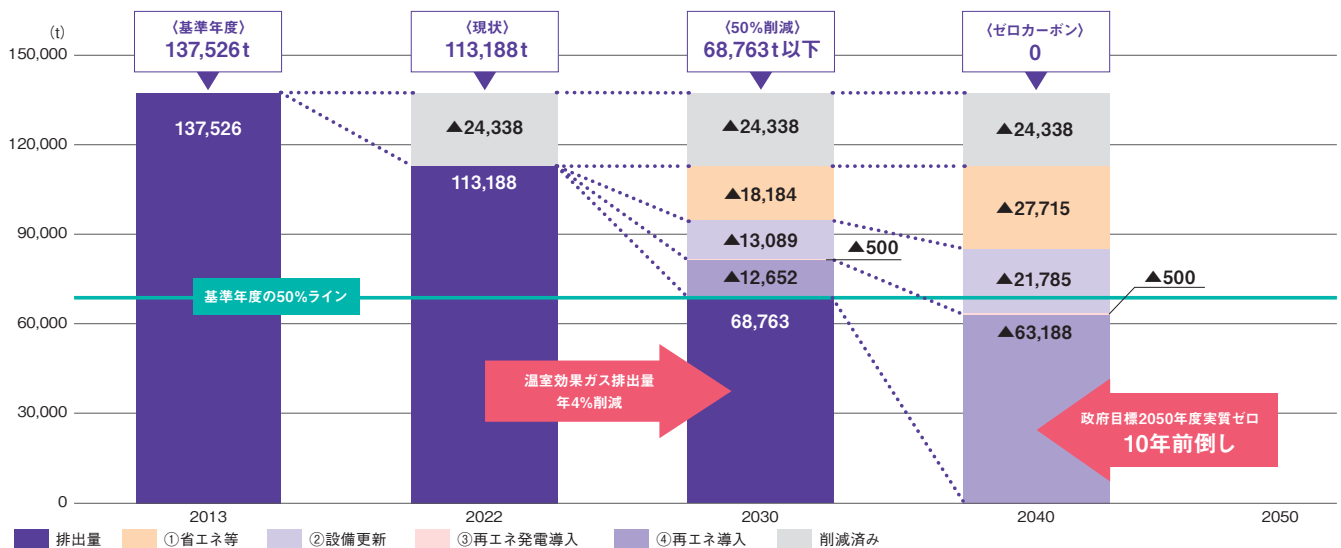 (t)
〈基準年度〉
137,526t
〈現状〉
113,188t
〈50%削減〉
68,763t以下
〈ゼロカーボン〉
0
150,000
120,000
90,000
60,000
30,000
0
137,526
▲24,338
113,188
▲24,338
▲18,184
▲13,089
▲500
▲12,652
68,763
▲24,338
▲27,715
▲21,785
▲500
▲63,188
基準年度の50%ライン
温室効果ガス排出量
年4%削減
政府目標2050年度実質ゼロ
10年前倒し
2013
2022
2030
2040
2050
排出量
①省エネ等
②設備更新
③再エネ発電導入
④再エネ導入
削減済み